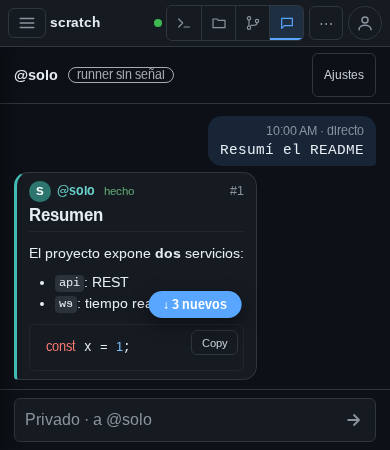 scratch
@solo runner sin señal Ajustes
10:00 AM · directo
Resumí el README
S @solo hecho #1
Resumen
El proyecto expone dos servicios:
• api: REST
• ws: tiempo
↓ 3 nuevos
const x = 1; Copy
Privado · a @solo